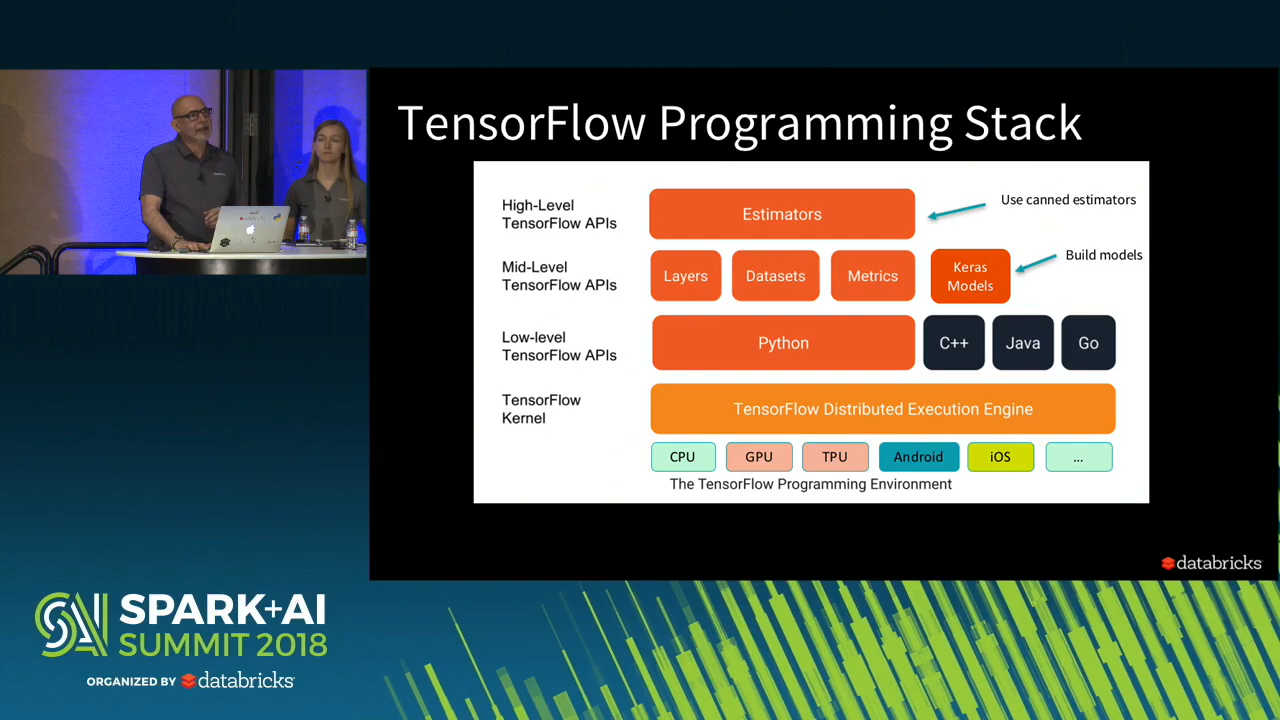 TensorFlow Programming Stack
High-Level
TensorFlow APIs
Estimators
Use canned estimators
Mid-Level
TensorFlow APIs
Layers
Datasets
Metrics
Keras
Models
Build models
Low-level
TensorFlow APIs
Python
C++
Java
Go
TensorFlow
Kernel
TensorFlow Distributed Execution Engine
CPU
GPU
TPU
Android
iOS
...
The TensorFlow Programming Environment
databricks
SAI
SPARK+AI
SUMMIT 2018
ORGANIZED BY databricks